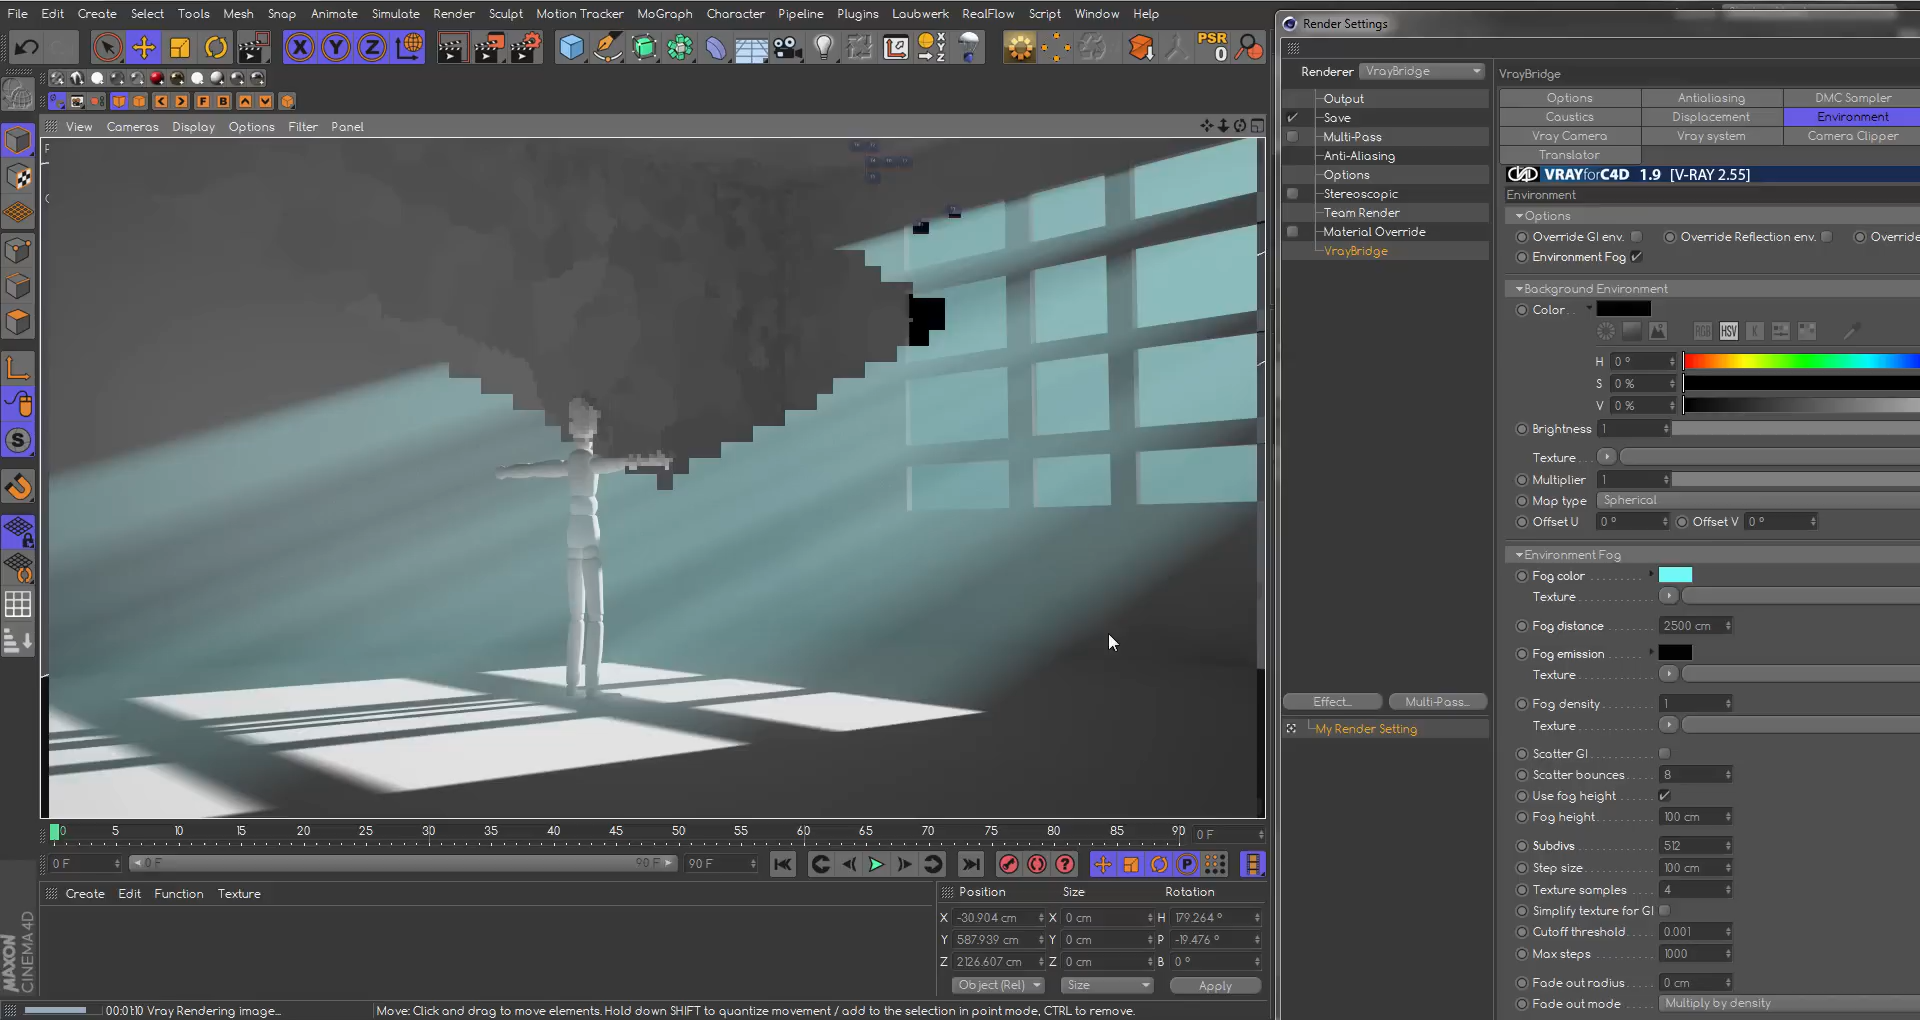 File Edit Create Select Tools Mesh Snap Animate Simulate Render Sculpt Motion Tracker MoGraph Character Pipeline Plugins Laubwerk RealFlow Script Window Help
X Y Z
PSR
0
F B
View Cameras Display Options Filter Panel
Render Settings
Renderer VrayBridge
Output
Save
Multi-Pass
Anti-Aliasing
Options
Stereoscopic
Team Render
Material Override
VrayBridge
Effect... Multi-Pass...
My Render Setting
VrayBridge
Options Antialiasing DMC Sampler
Caustics Displacement Environment
Vray Camera Vray system Camera Clipper
Translator
VRAYforC4D 1.9 [V-RAY 2.55]
Environment
Options
Override GI env. Override Reflection env. Override
Environment Fog
Background Environment
Color
RGB HSV K
H 0 °
S 0 %
V 0 %
Brightness 1
Texture
Multiplier 1
Map type Spherical
Offset U 0 ° Offset V 0 °
Environment Fog
Fog color
Texture
Fog distance 2500 cm
Fog emission
Texture
Fog density 1
Texture
Scatter GI
Scatter bounces 8
Use fog height
Fog height 100 cm
Subdivs 512
Step size 100 cm
Texture samples 4
Simplify texture for GI
Cutoff threshold 0.001
Max steps 1000
Fade out radius 0 cm
Fade out mode Multiply by density
0 5 10 15 20 25 30 35 40 45 50 55 60 65 70 75 80 85 90 0 F
0 F 0 F 90 F 90 F
Create Edit Function Texture
Position Size Rotation
X -30.904 cm X 0 cm H 179.264 °
Y 587.939 cm Y 0 cm P -19.476 °
Z 2126.607 cm Z 0 cm B 0 °
Object (Rel) Size Apply
MAXON
CINEMA4D
00:01:10 Vray Rendering image... Move: Click and drag to move elements. Hold down SHIFT to quantize movement / add to the selection in point mode, CTRL to remove.